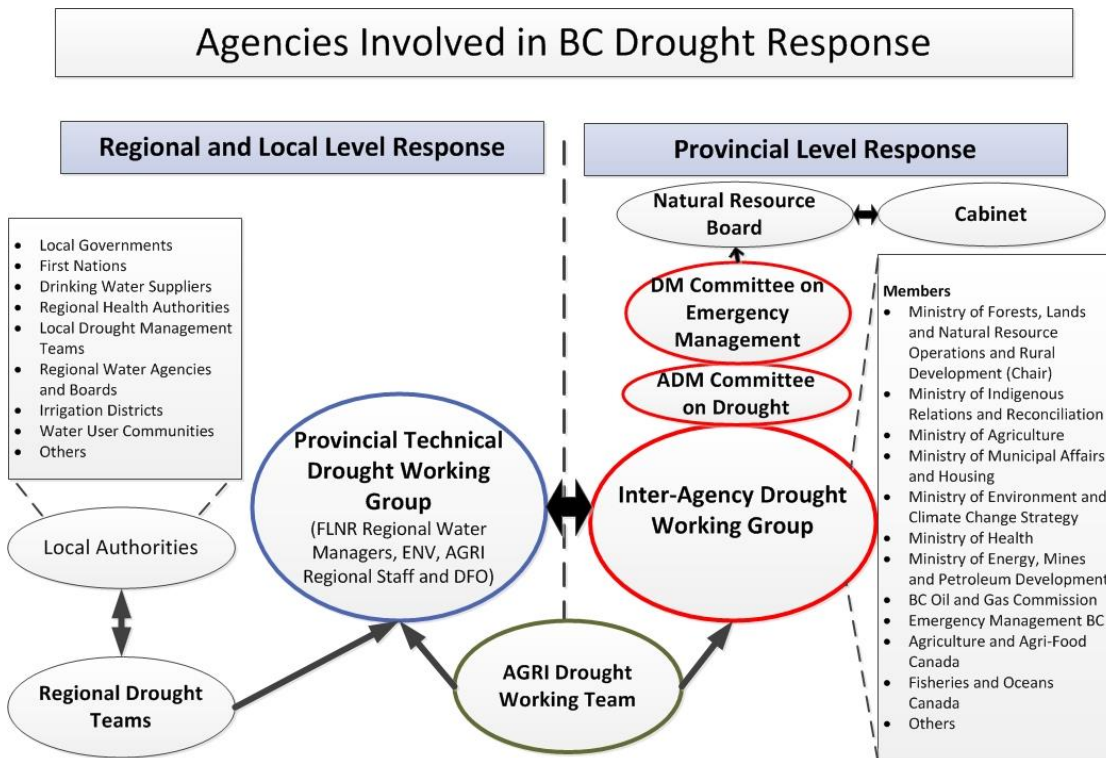 Agencies Involved in BC Drought Response
Regional and Local Level Response
Provincial Level Response
• Local Governments
• First Nations
• Drinking Water Suppliers
• Regional Health Authorities
• Local Drought Management
Teams
• Regional Water Agencies
and Boards
• Irrigation Districts
• Water User Communities
• Others
Local Authorities
Regional Drought
Teams
Provincial Technical
Drought Working
Group
(FLNR Regional Water
Managers, ENV, AGRI
Regional Staff and DFO)
AGRI Drought
Working Team
Natural Resource
Board
Cabinet
DM Committee on
Emergency
Management
ADM Committee
on Drought
Inter-Agency Drought
Working Group
Members
• Ministry of Forests, Lands
and Natural Resource
Operations and Rural
Development (Chair)
• Ministry of Indigenous
Relations and Reconciliation
• Ministry of Agriculture
• Ministry of Municipal Affairs
and Housing
• Ministry of Environment and
Climate Change Strategy
• Ministry of Health
• Ministry of Energy, Mines
and Petroleum Development
• BC Oil and Gas Commission
• Emergency Management BC
• Agriculture and Agri-Food
Canada
• Fisheries and Oceans
Canada
• Others